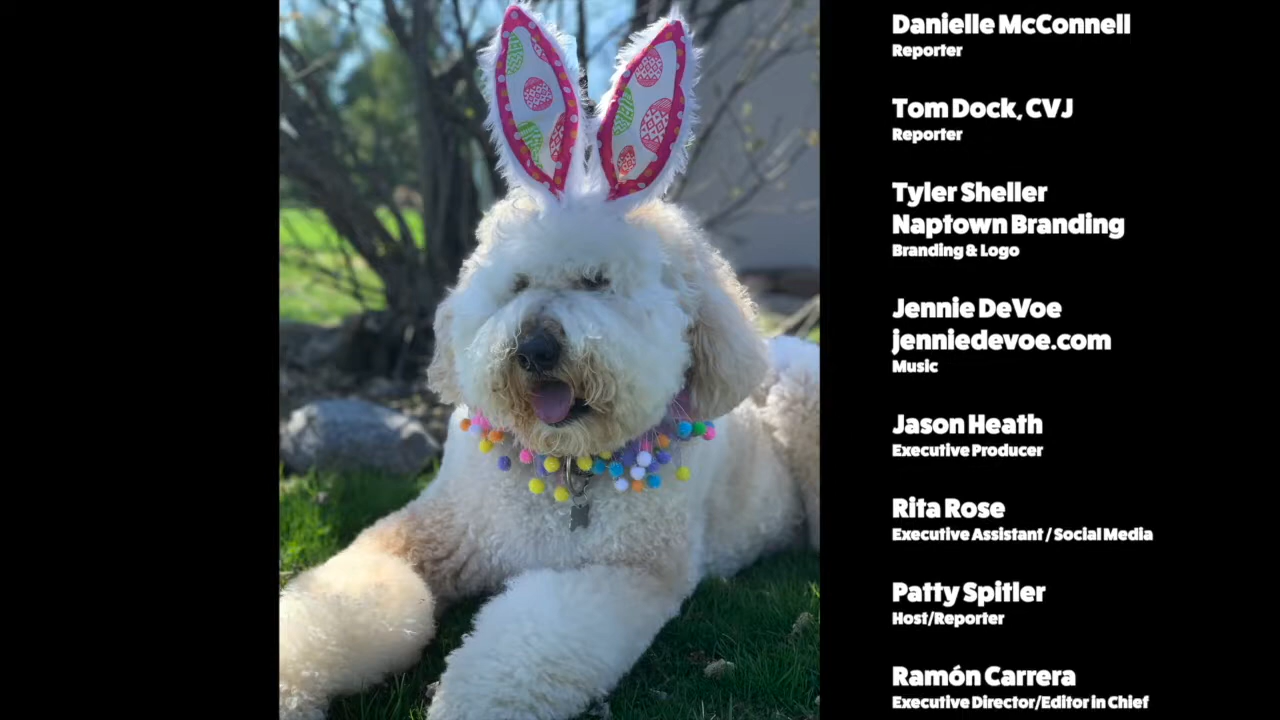 Danielle McConnell
Reporter
Tom Dock, CVJ
Reporter
Tyler Sheller
Naptown Branding
Branding & Logo
Jennie DeVoe
jenniedevoe.com
Music
Jason Heath
Executive Producer
Rita Rose
Executive Assistant / Social Media
Patty Spitler
Host/Reporter
Ramón Carrera
Executive Director/Editor in Chief